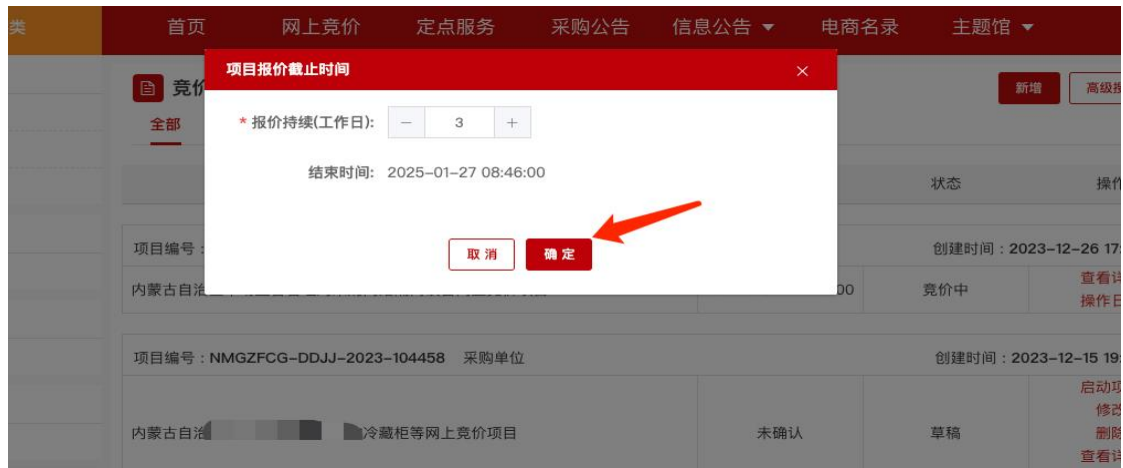 类 首页 网上竞价 定点服务 采购公告 信息公告 电商名录 主题馆
项目报价截止时间
竞价
新增 高级搜
全部
* 报价持续(工作日): 3
结束时间: 2025-01-27 08:46:00
状态 操作
取消 确定
项目编号: 创建时间:2023-12-26 17:
内蒙古自治 00 竞价中 查看详
操作日
项目编号:NMGZFCG-DDJJ-2023-104458 采购单位 创建时间:2023-12-15 19:
启动项
修改
内蒙古自治 冷藏柜等网上竞价项目 未确认 草稿 删除
查看详